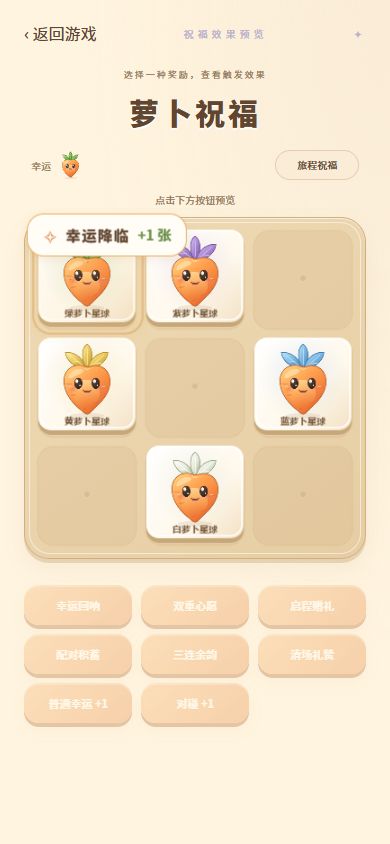 ‹ 返回游戏
祝福效果预览
选择一种奖励，查看触发效果
萝卜祝福
幸运
旅程祝福
点击下方按钮预览
幸运降临 +1 张
绿萝卜星球
紫萝卜星球
黄萝卜星球
蓝萝卜星球
白萝卜星球
幸运回响
双重心愿
启程赠礼
配对积蓄
三连余韵
清场礼赞
普通幸运 +1
对碰 +1